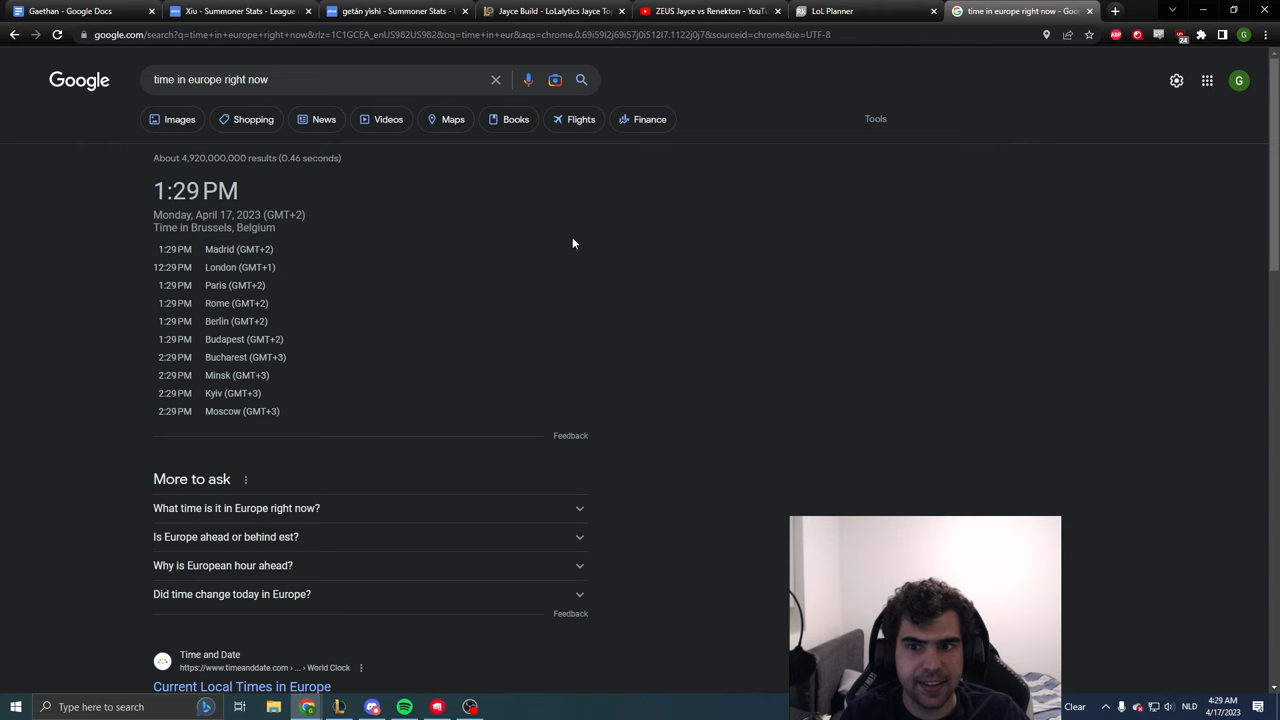 Gaethan - Google Docs
Xiu - Summoner Stats - League
getán yìshì - Summoner Stats -
Jayce Build - LoLalytics Jayce To
ZEUS Jayce vs Renekton - YouTu
LoL Planner
time in europe right now - Goo
google.com/search?q=time+in+europe+right+now&rlz=1C1GCEA_enUS982US982&oq=time+in+eur&aqs=chrome.0.69i59l2j69i57j0i512l7.1122j0j7&sourceid=chrome&ie=UTF-8
ABP
24
G
Google
time in europe right now
G
Images
Shopping
News
Videos
Maps
Books
Flights
Finance
Tools
About 4,920,000,000 results (0.46 seconds)
1:29 PM
Monday, April 17, 2023 (GMT+2)
Time in Brussels, Belgium
1:29 PM Madrid (GMT+2)
12:29 PM London (GMT+1)
1:29 PM Paris (GMT+2)
1:29 PM Rome (GMT+2)
1:29 PM Berlin (GMT+2)
1:29 PM Budapest (GMT+2)
2:29 PM Bucharest (GMT+3)
2:29 PM Minsk (GMT+3)
2:29 PM Kyiv (GMT+3)
2:29 PM Moscow (GMT+3)
Feedback
More to ask
What time is it in Europe right now?
Is Europe ahead or behind est?
Why is European hour ahead?
Did time change today in Europe?
Feedback
Time and Date
https://www.timeanddate.com › ... › World Clock
Current Local Times in Europe
Type here to search
Clear
NLD
4:29 AM
4/17/2023